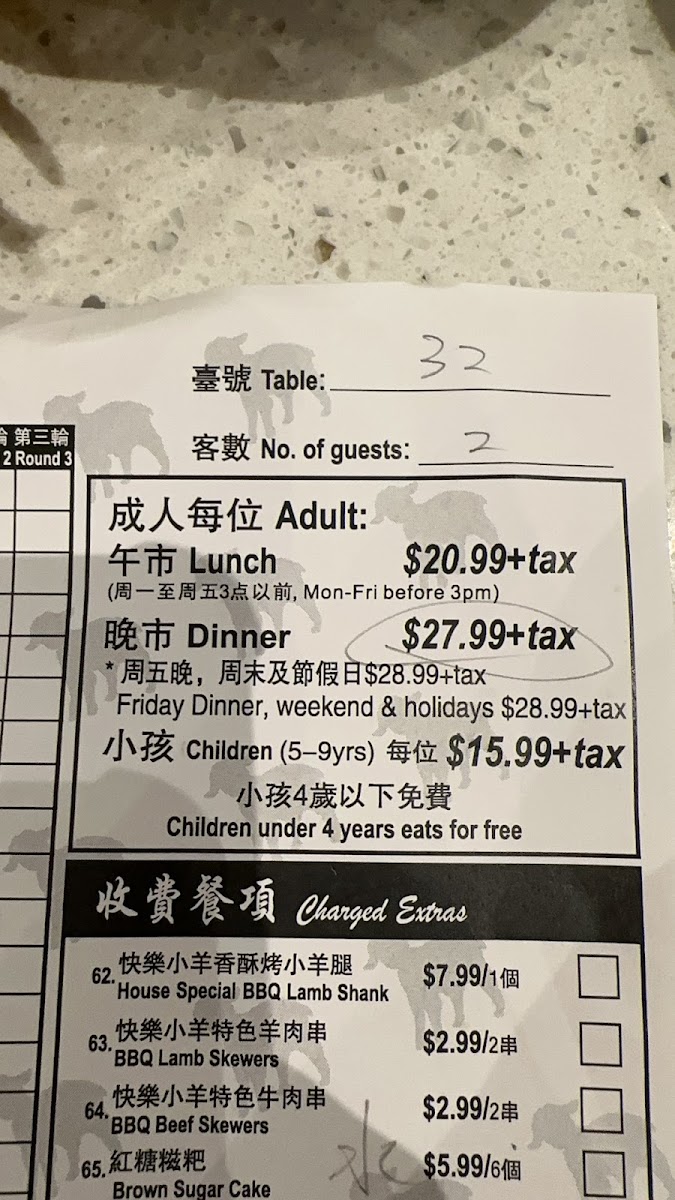 臺號 Table: 32
客數 No. of guests: 2
第三輪
2 Round 3
成人每位 Adult:
午市 Lunch $20.99+tax
(周一至周五3点以前, Mon-Fri before 3pm)
晚市 Dinner $27.99+tax
* 周五晚，周末及節假日$28.99+tax
Friday Dinner, weekend & holidays $28.99+tax
小孩 Children (5–9yrs) 每位 $15.99+tax
小孩4歲以下免費
Children under 4 years eats for free
收費餐項 Charged Extras
62. 快樂小羊香酥烤小羊腿 $7.99/1個
House Special BBQ Lamb Shank
63. 快樂小羊特色羊肉串 $2.99/2串
BBQ Lamb Skewers
64. 快樂小羊特色牛肉串 $2.99/2串
BBQ Beef Skewers
65. 紅糖糍粑 $5.99/6個
Brown Sugar Cake
水